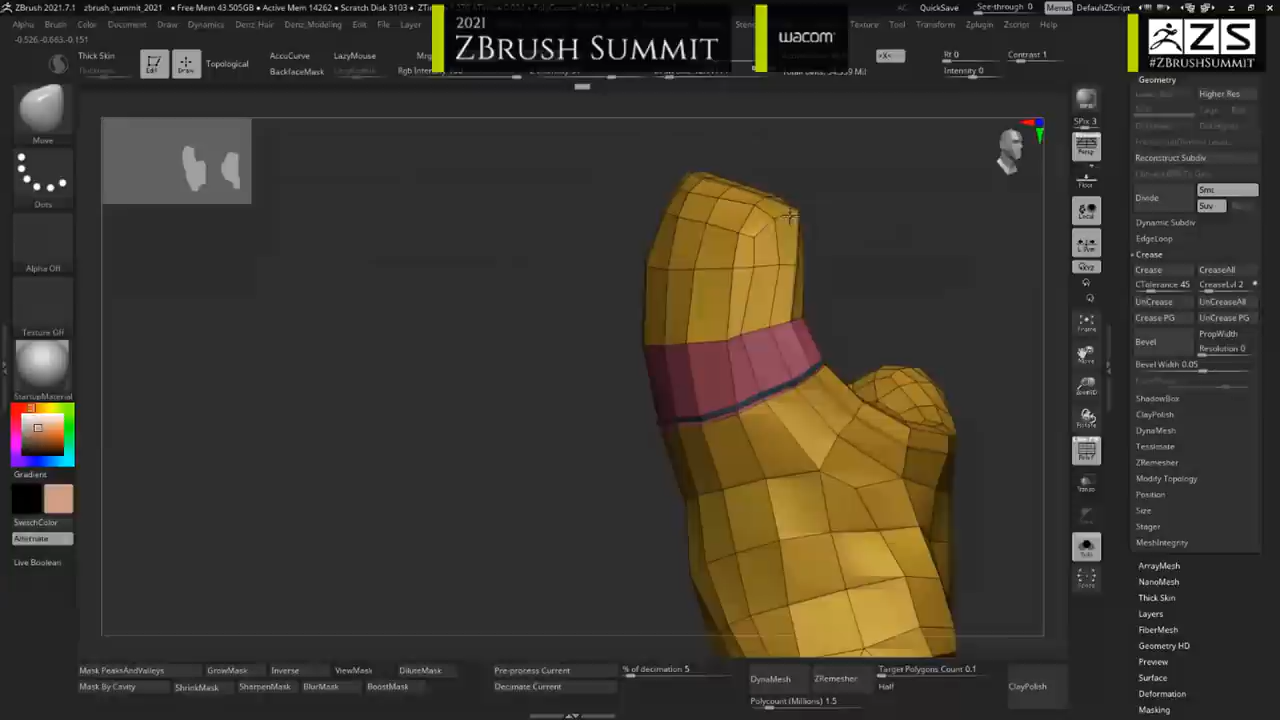 ZBrush 2021.7.1 zbrush_summit_2021 • Free Mem 43.505GB • Active Mem 14262 • Scratch Disk 3103 •
QuickSave See-through 0 Menus DefaultZScript
Alpha Brush Color Document Draw Dynamics Denz_Hair Denz_Modeling Edit File Layer
Texture Tool Transform Zplugin Zscript Help
-0.526,-0.663,-0.151
2021
ZBRUSH SUMMIT
wacom
ZS
#ZBRUSHSUMMIT
Thick Skin
Thickness
Edit
Draw
Topological
AccuCurve
BackfaceMask
LazyMouse
Rgb Intensity
Rt 0
Intensity 0
Contrast 1
Move
Dots
Alpha Off
Texture Off
StartupMaterial
Gradient
SwitchColor
Alternate
Live Boolean
SPix 3
Persp
Floor
Local
Frame
Move
Rotate
Solo
Geometry
Higher Res
Reconstruct Subdiv
Divide
Smt
Suv
Dynamic Subdiv
EdgeLoop
Crease
Crease CreaseAll
CTolerance 45 CreaseLvl 2
UnCrease UnCreaseAll
Crease PG UnCrease PG
Bevel
PropWidth
Resolution 0
Bevel Width 0.05
ShadowBox
ClayPolish
DynaMesh
Tessimate
ZRemesher
Modify Topology
Position
Size
Stager
MeshIntegrity
ArrayMesh
NanoMesh
Thick Skin
Layers
FiberMesh
Geometry HD
Preview
Surface
Deformation
Masking
Mask PeaksAndValleys GrowMask Inverse ViewMask DiluteMask
Mask By Cavity ShrinkMask SharpenMask BlurMask BoostMask
Pre-process Current
Decimate Current
% of decimation 5
DynaMesh
ZRemesher
Polycount (Millions) 1.5
Target Polygons Count 0.1
Half
ClayPolish